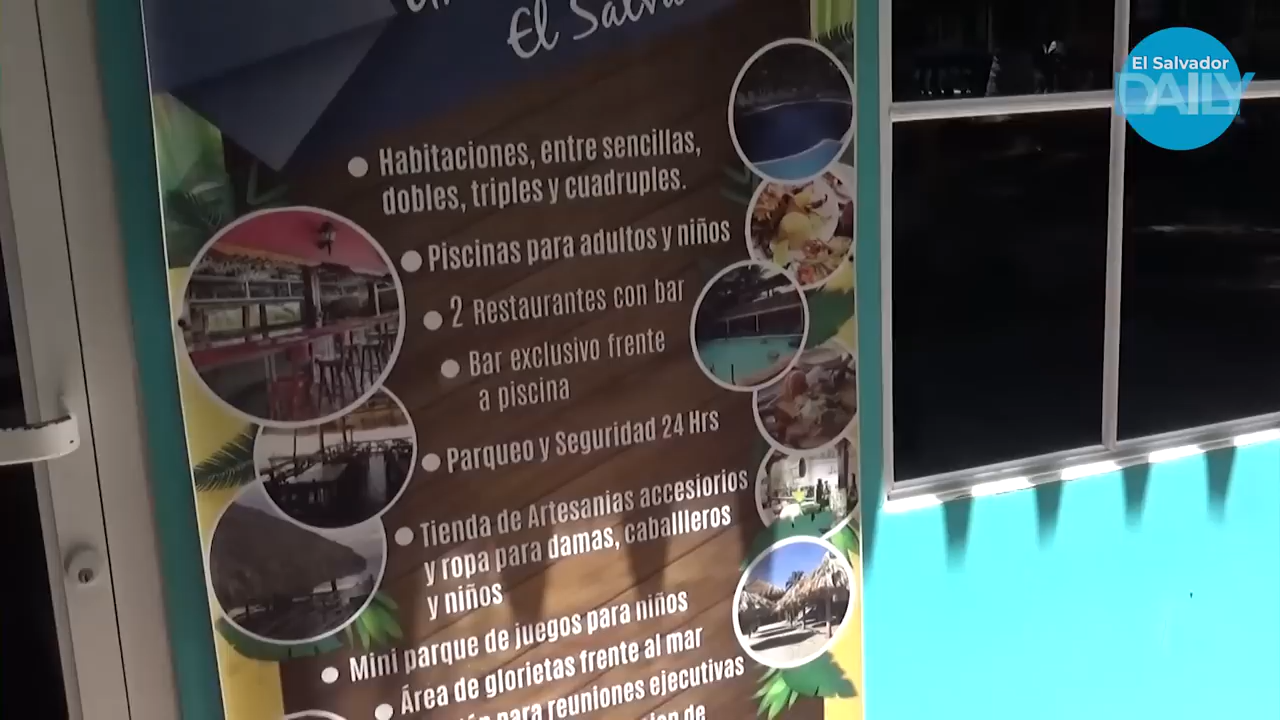 El Salva
El Salvador
DAILY
Habitaciones, entre sencillas,
dobles, triples y cuadruples.
Piscinas para adultos y niños
2 Restaurantes con bar
Bar exclusivo frente
a piscina
Parqueo y Seguridad 24 Hrs
Tienda de Artesanias accesiorios
y ropa para damas, caballleros
y niños
Mini parque de juegos para niños
Área de glorietas frente al mar
para reuniones ejecutivas
de